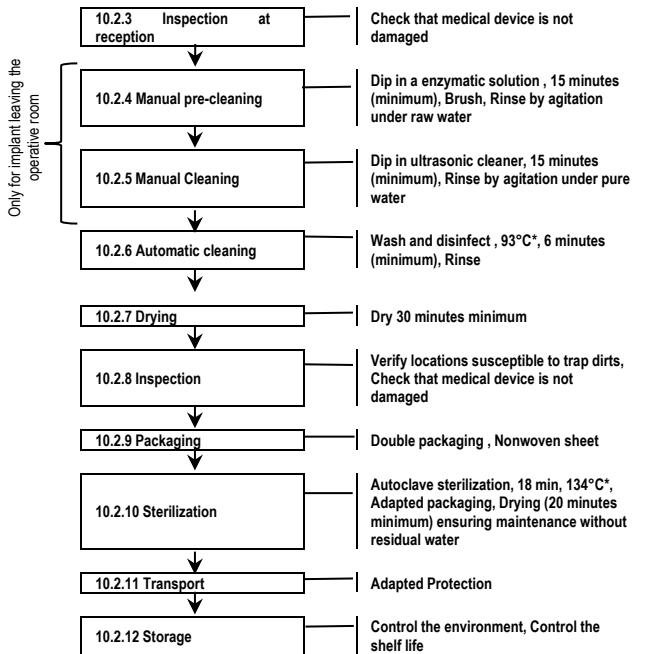 10.2.3 Inspection at
reception
Check that medical device is not
damaged
Only for implant leaving the
operative room
10.2.4 Manual pre-cleaning
Dip in a enzymatic solution , 15 minutes
(minimum), Brush, Rinse by agitation
under raw water
10.2.5 Manual Cleaning
Dip in ultrasonic cleaner, 15 minutes
(minimum), Rinse by agitation under pure
water
10.2.6 Automatic cleaning
Wash and disinfect , 93°C*, 6 minutes
(minimum), Rinse
10.2.7 Drying
Dry 30 minutes minimum
10.2.8 Inspection
Verify locations susceptible to trap dirts,
Check that medical device is not
damaged
10.2.9 Packaging
Double packaging , Nonwoven sheet
10.2.10 Sterilization
Autoclave sterilization, 18 min, 134°C*,
Adapted packaging, Drying (20 minutes
minimum) ensuring maintenance without
residual water
10.2.11 Transport
Adapted Protection
10.2.12 Storage
Control the environment, Control the
shelf life